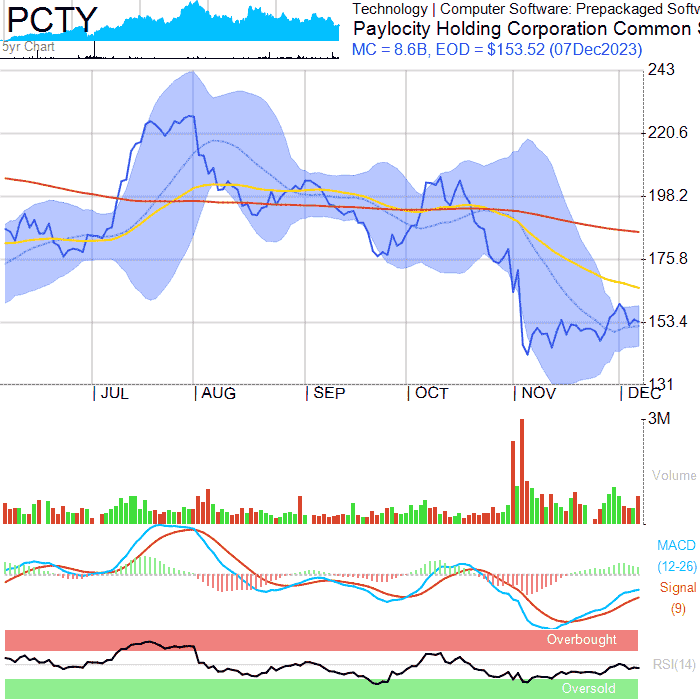 PCTY
Technology | Computer Software: Prepackaged Softw
Paylocity Holding Corporation Common
MC = 8.6B, EOD = $153.52 (07Dec2023)
5yr Chart
243
220.6
198.2
175.8
153.4
131
JUL AUG SEP OCT NOV DEC
3M
Volume
MACD
(12-26)
Signal
(9)
Overbought
RSI(14)
Oversold